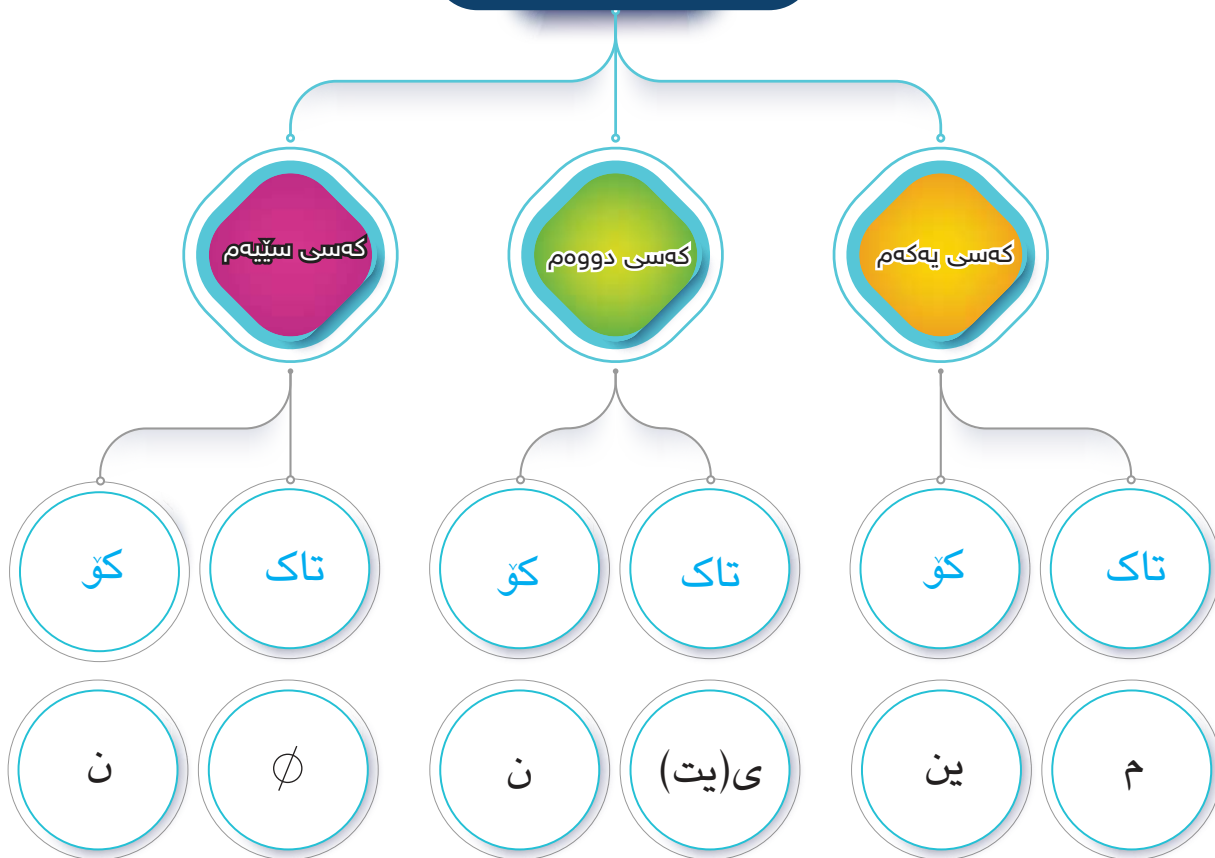 کەسی یەکەم
کەسی دووەم
کەسی سێیەم
تاک
کۆ
تاک
کۆ
تاک
کۆ
م
ین
ی(یت)
ن
∅
ن